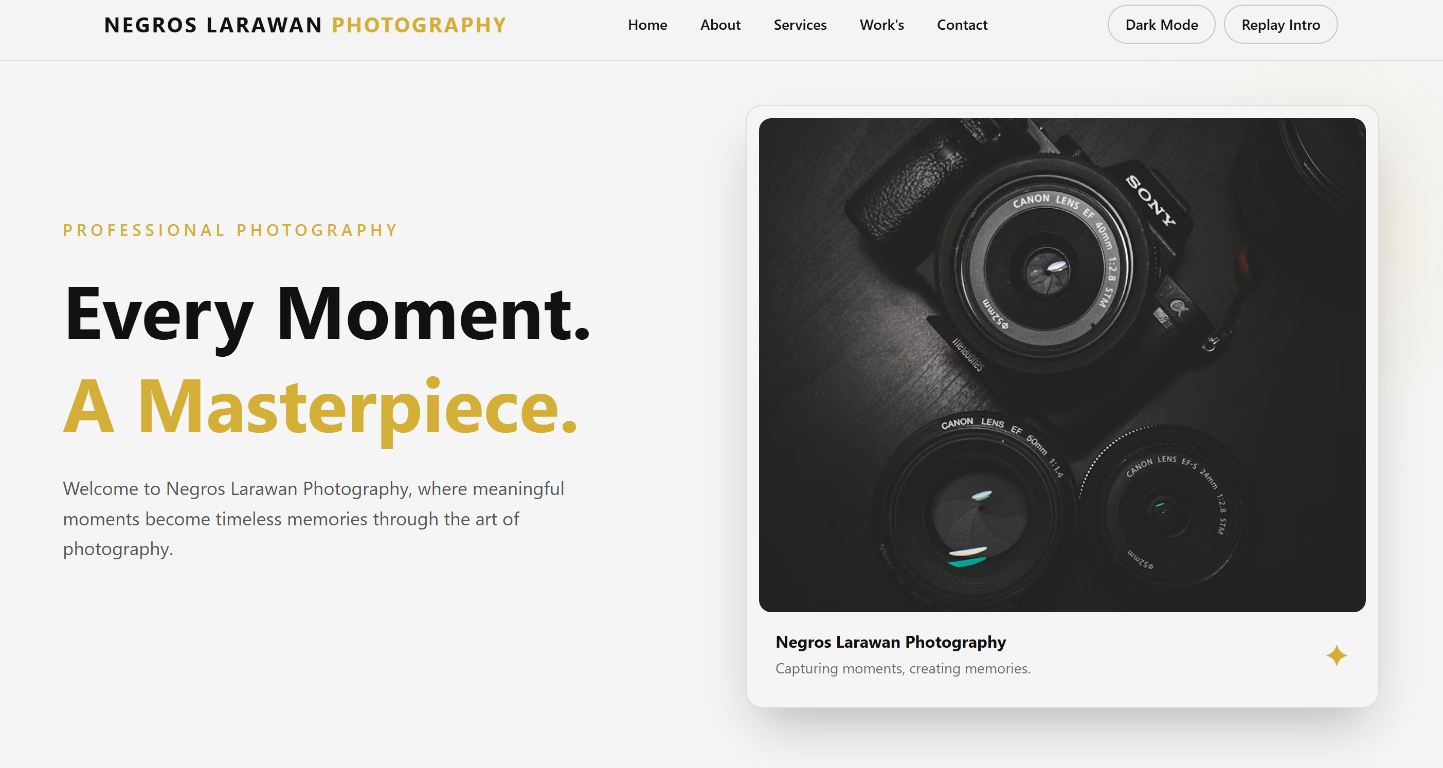 NEGROS LARAWAN PHOTOGRAPHY
Home About Services Work's Contact
Dark Mode Replay Intro
PROFESSIONAL PHOTOGRAPHY
Every Moment.
A Masterpiece.
Welcome to Negros Larawan Photography, where meaningful
moments become timeless memories through the art of
photography.
SONY
CANON LENS EF 40mm 1:2.8 STM
Φ52mm
α
CANON LENS EF 50mm 1:1.4
CANON LENS EF-S 24mm 1:2.8 STM
Φ52mm
Negros Larawan Photography
Capturing moments, creating memories.